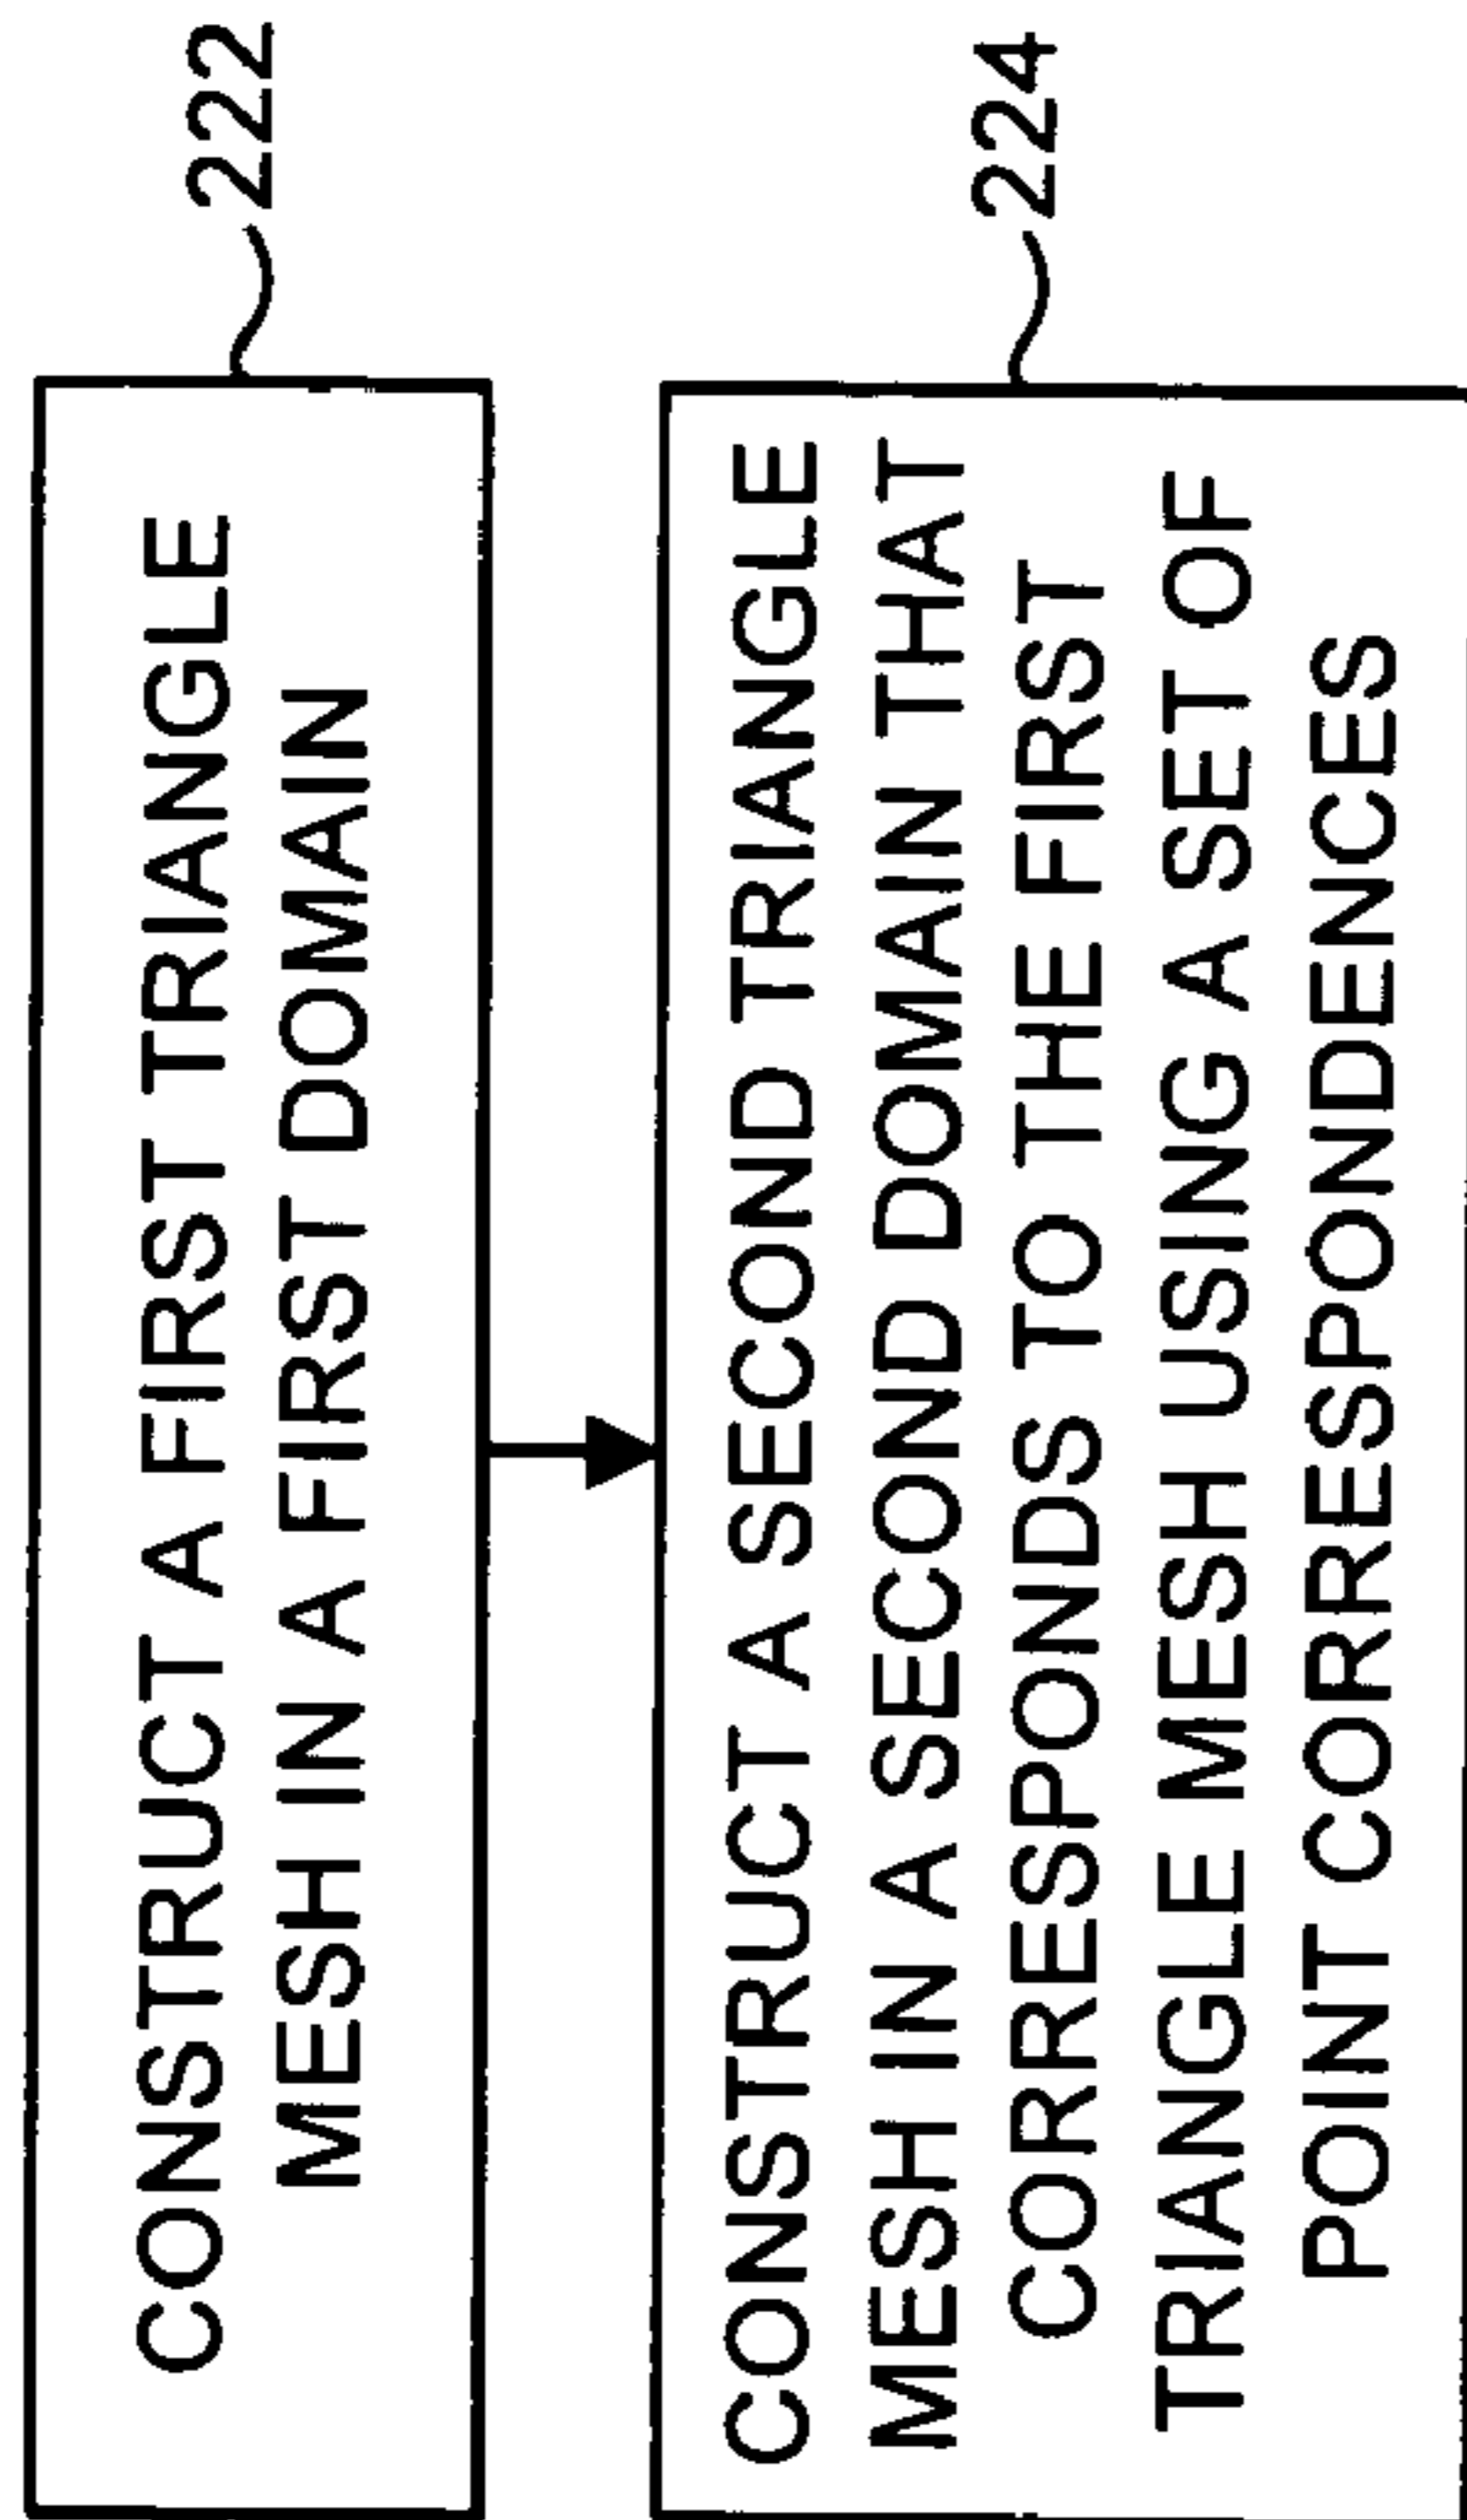 CONSTRUCT A FIRST TRIANGLE
MESH IN A FIRST DOMAIN
222
CONSTRUCT A SECOND TRIANGLE
MESH IN A SECOND DOMAIN THAT
CORRESPONDS TO THE FIRST
TRIANGLE MESH USING A SET OF
POINT CORRESPONDENCES
224